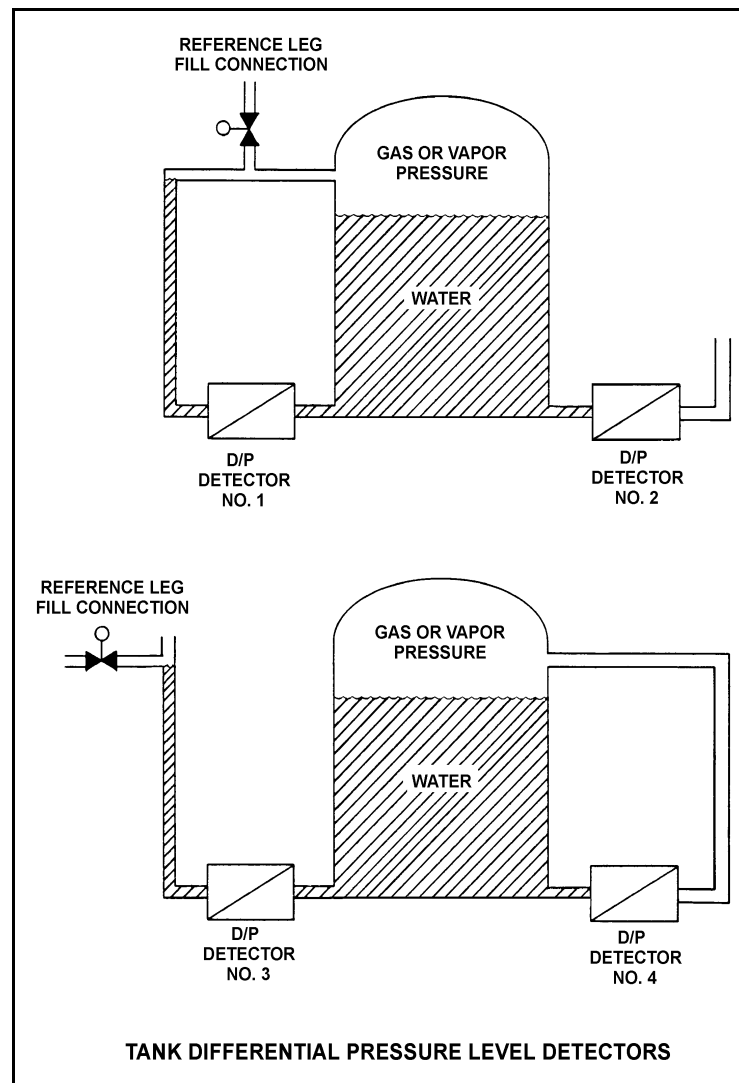 REFERENCE LEG
FILL CONNECTION
GAS OR VAPOR
PRESSURE
WATER
D/P
DETECTOR
NO. 1
D/P
DETECTOR
NO. 2
REFERENCE LEG
FILL CONNECTION
GAS OR VAPOR
PRESSURE
WATER
D/P
DETECTOR
NO. 3
D/P
DETECTOR
NO. 4
TANK DIFFERENTIAL PRESSURE LEVEL DETECTORS